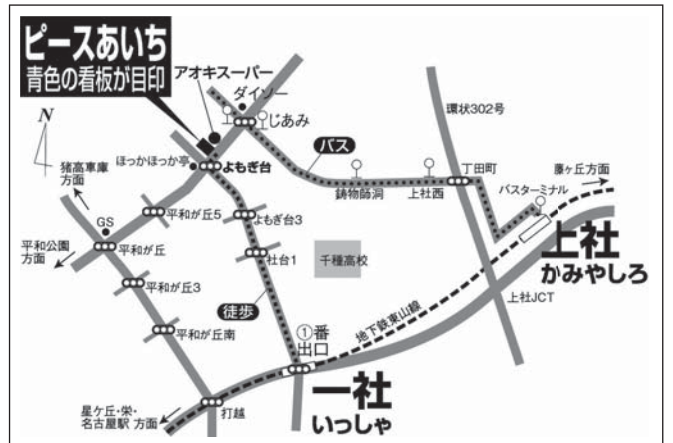 ピースあいち
青色の看板が目印
アオキスーパー
ダイソー
じあみ
N
環状302号
バス
ほっかほっか亭
よもぎ台
猪高車庫
方面
丁田町
藤ヶ丘方面
バスターミナル
鋳物師洞
上社西
GS
平和が丘5
よもぎ台3
平和公園
方面
平和が丘
社台1
千種高校
上社
かみやしろ
平和が丘3
徒歩
上社JCT
平和が丘南
①番
出口
地下鉄東山線
一社
いっしゃ
星ケ丘・栄・
名古屋駅 方面
打越